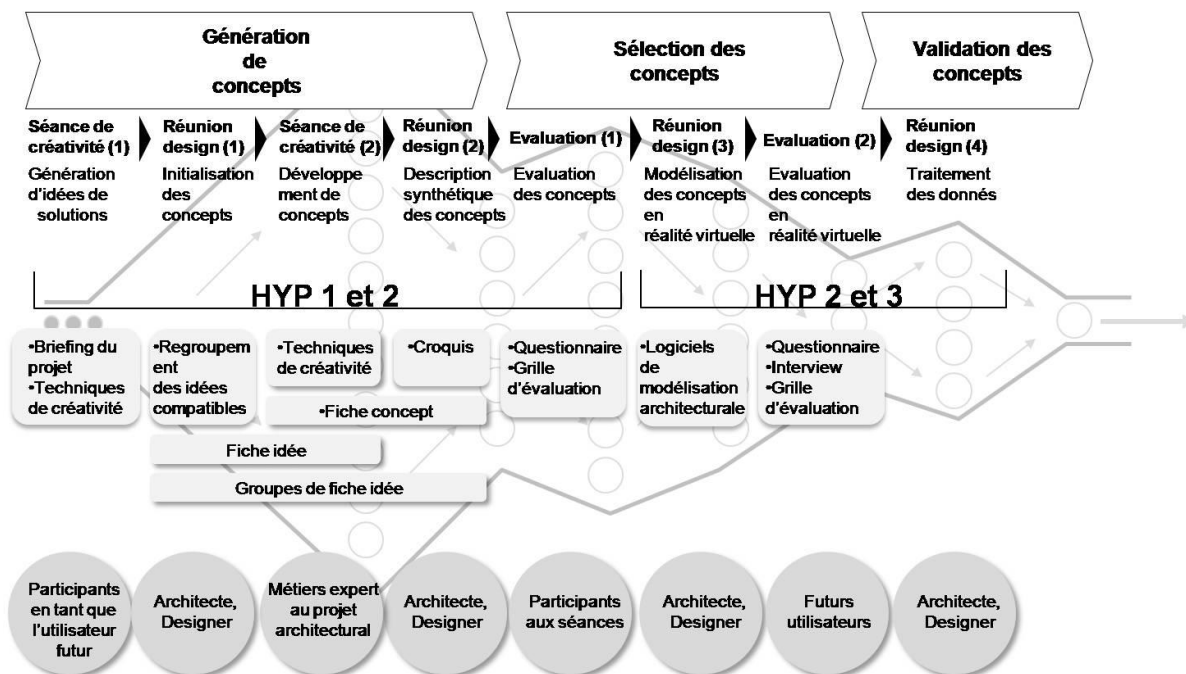 Génération
de
concepts
Sélection des
concepts
Validation des
concepts
Séance de
créativité (1)
Réunion
design (1)
Séance de
créativité (2)
Réunion
design (2)
Evaluation (1)
Réunion
design (3)
Evaluation (2)
Réunion
design (4)
Génération
d'idées de
solutions
Initialisation
des
concepts
Développe
ment de
concepts
Description
synthétique
des concepts
Evaluation
des concepts
Modélisation
des concepts
en
réalité virtuelle
Evaluation
des concepts
en
réalité virtuelle
Traitement
des donnés
HYP 1 et 2
HYP 2 et 3
•Briefing du
projet
•Techniques
de créativité
•Regroupem
ent
des idées
compatibles
•Techniques
de créativité
•Croquis
•Fiche concept
Fiche idée
Groupes de fiche idée
•Questionnaire
•Grille
d'évaluation
•Logiciels
de
modélisation
architecturale
•Questionnaire
•Interview
•Grille
d'évaluation
Participants
en tant que
l'utilisateur
futur
Architecte,
Designer
Métiers expert
au projet
architectural
Architecte,
Designer
Participants
aux séances
Architecte,
Designer
Futurs
utilisateurs
Architecte,
Designer